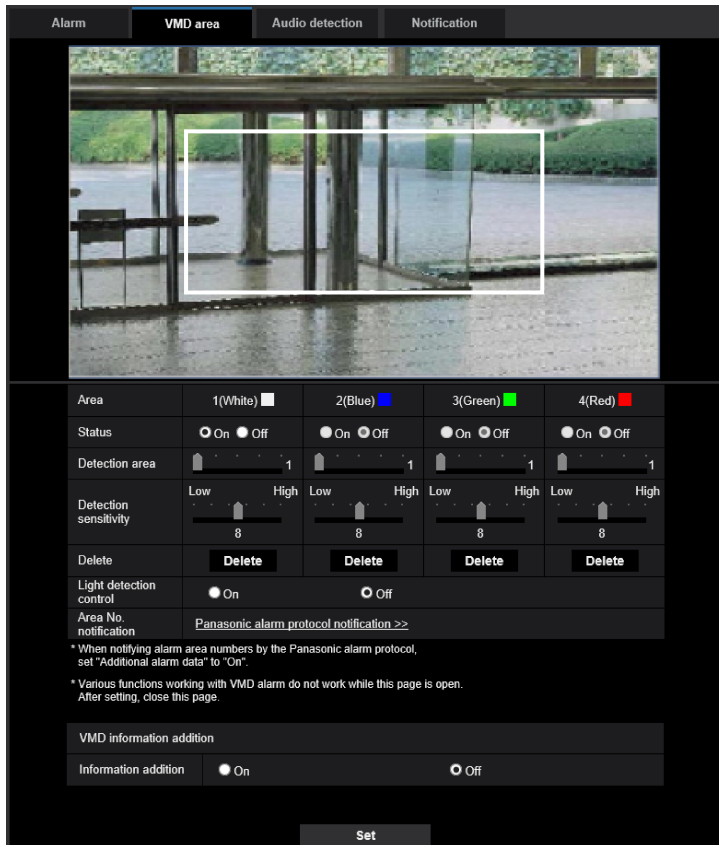 Alarm VMD area Audio detection Notification
Area 1(White) 2(Blue) 3(Green) 4(Red)
Status On Off On Off On Off On Off
Detection area 1 1 1 1
Detection sensitivity Low High Low High Low High Low High
8 8 8 8
Delete Delete Delete Delete Delete
Light detection control On Off
Area No. notification Panasonic alarm protocol notification >>
* When notifying alarm area numbers by the Panasonic alarm protocol,
set "Additional alarm data" to "On".
* Various functions working with VMD alarm do not work while this page is open.
After setting, close this page.
VMD information addition
Information addition On Off
Set